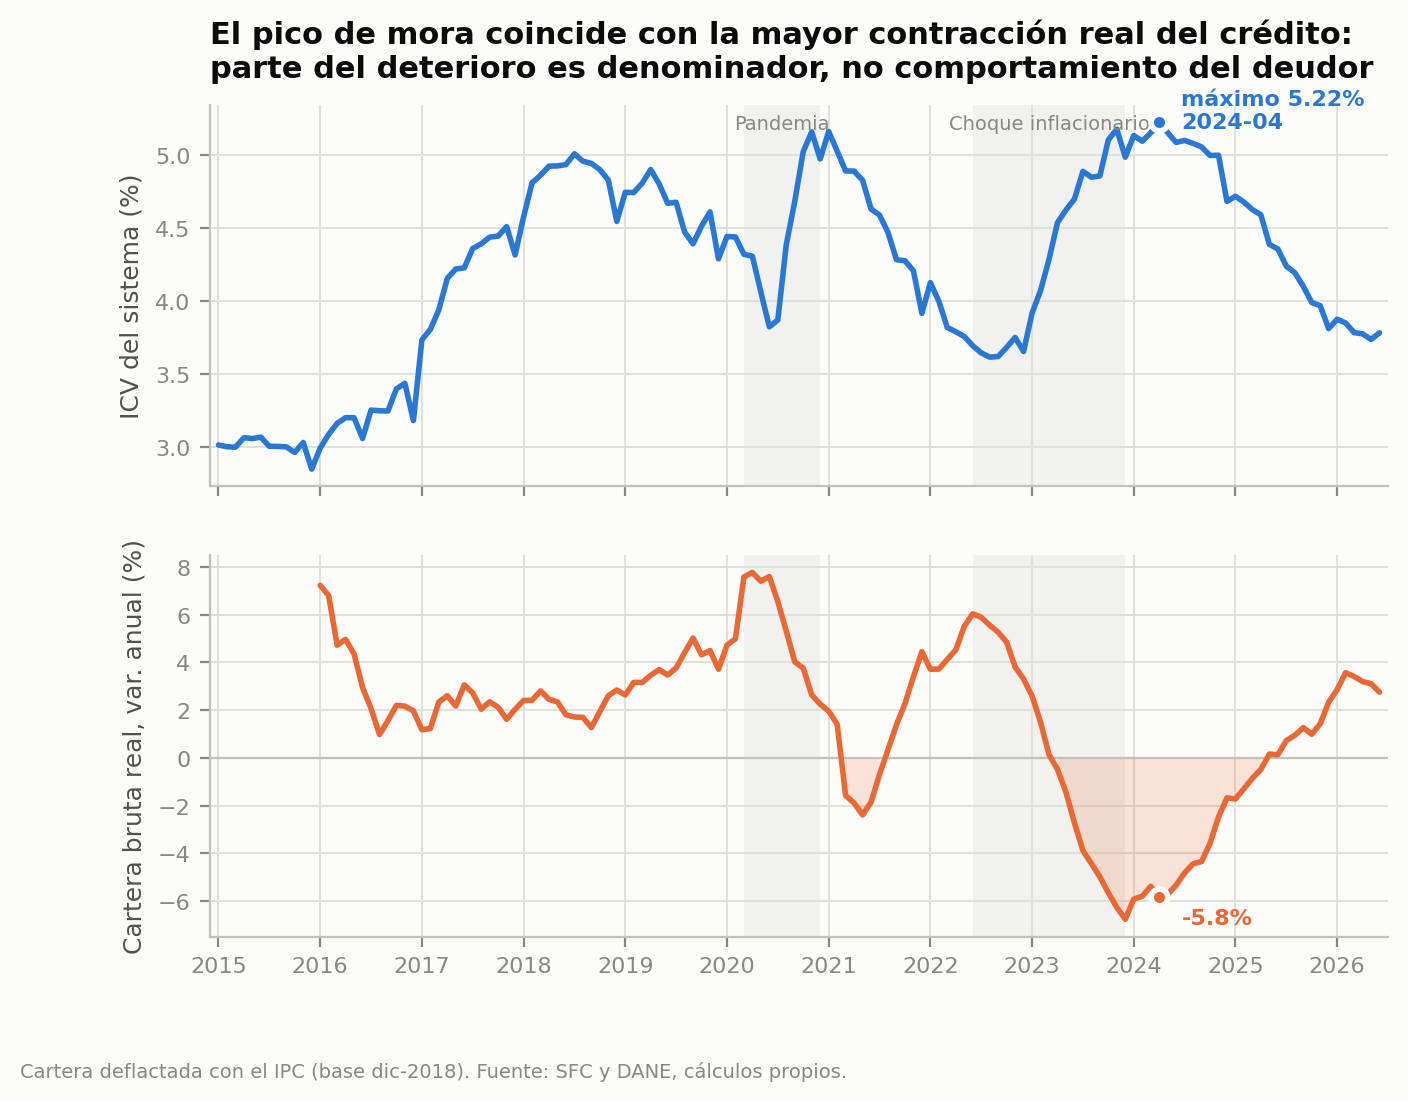 El pico de mora coincide con la mayor contracción real del crédito:
parte del deterioro es denominador, no comportamiento del deudor
máximo 5.22%
2024-04
Pandemia
Choque inflacionario
ICV del sistema (%)
5.0
4.5
4.0
3.5
3.0
Cartera bruta real, var. anual (%)
8
6
4
2
0
−2
−4
−6
-5.8%
2015 2016 2017 2018 2019 2020 2021 2022 2023 2024 2025 2026
Cartera deflactada con el IPC (base dic-2018). Fuente: SFC y DANE, cálculos propios.